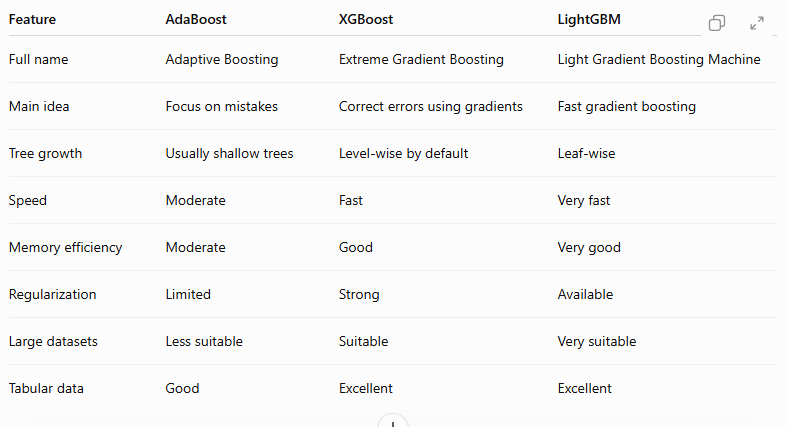 Feature AdaBoost XGBoost LightGBM
Full name Adaptive Boosting Extreme Gradient Boosting Light Gradient Boosting Machine
Main idea Focus on mistakes Correct errors using gradients Fast gradient boosting
Tree growth Usually shallow trees Level-wise by default Leaf-wise
Speed Moderate Fast Very fast
Memory efficiency Moderate Good Very good
Regularization Limited Strong Available
Large datasets Less suitable Suitable Very suitable
Tabular data Good Excellent Excellent